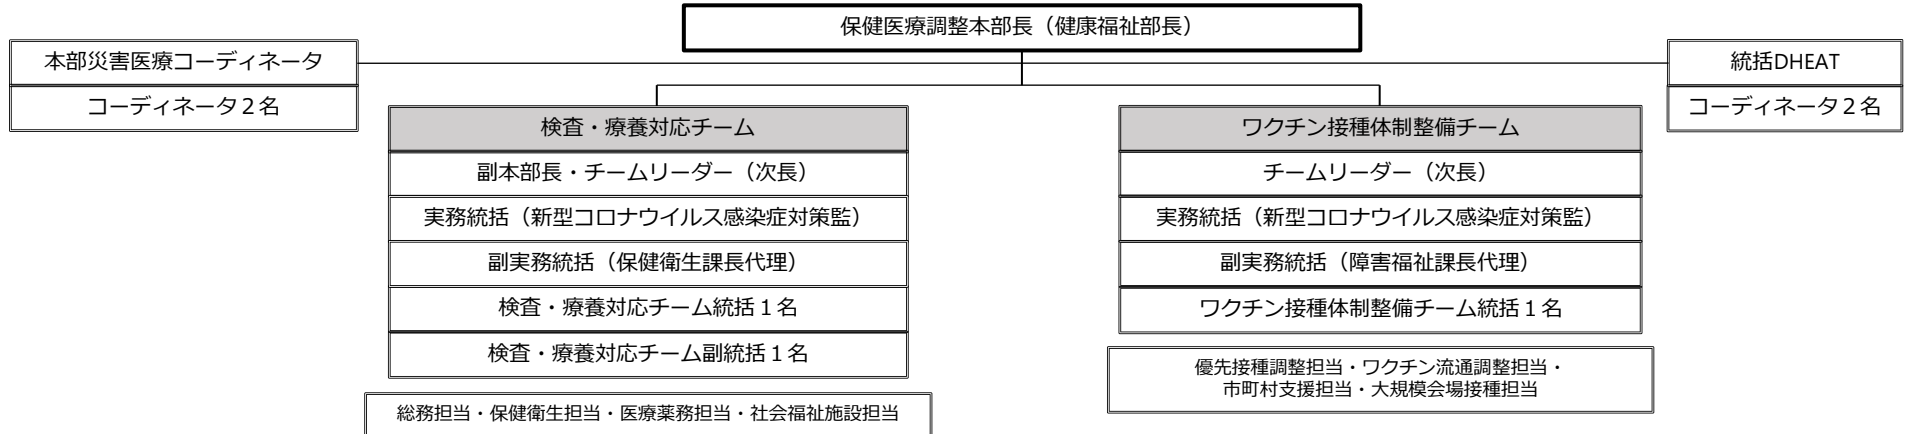 保健医療調整本部長（健康福祉部長）
本部災害医療コーディネータ
コーディネータ２名
統括DHEAT
コーディネータ２名
検査・療養対応チーム
副本部長・チームリーダー（次長）
実務統括（新型コロナウイルス感染症対策監）
副実務統括（保健衛生課長代理）
検査・療養対応チーム統括１名
検査・療養対応チーム副統括１名
総務担当・保健衛生担当・医療薬務担当・社会福祉施設担当
ワクチン接種体制整備チーム
チームリーダー（次長）
実務統括（新型コロナウイルス感染症対策監）
副実務統括（障害福祉課長代理）
ワクチン接種体制整備チーム統括１名
優先接種調整担当・ワクチン流通調整担当・
市町村支援担当・大規模会場接種担当